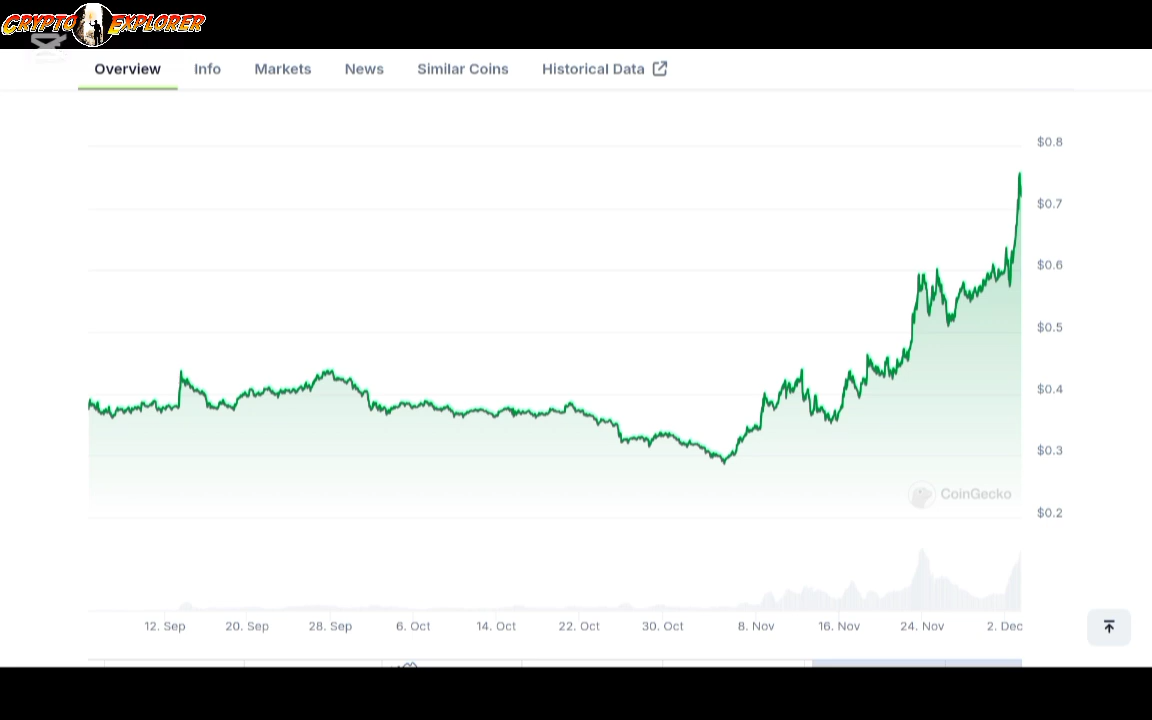 CRYPTO EXPLORER
Overview Info Markets News Similar Coins Historical Data
$0.8
$0.7
$0.6
$0.5
$0.4
$0.3
CoinGecko
$0.2
12. Sep 20. Sep 28. Sep 6. Oct 14. Oct 22. Oct 30. Oct 8. Nov 16. Nov 24. Nov 2. Dec